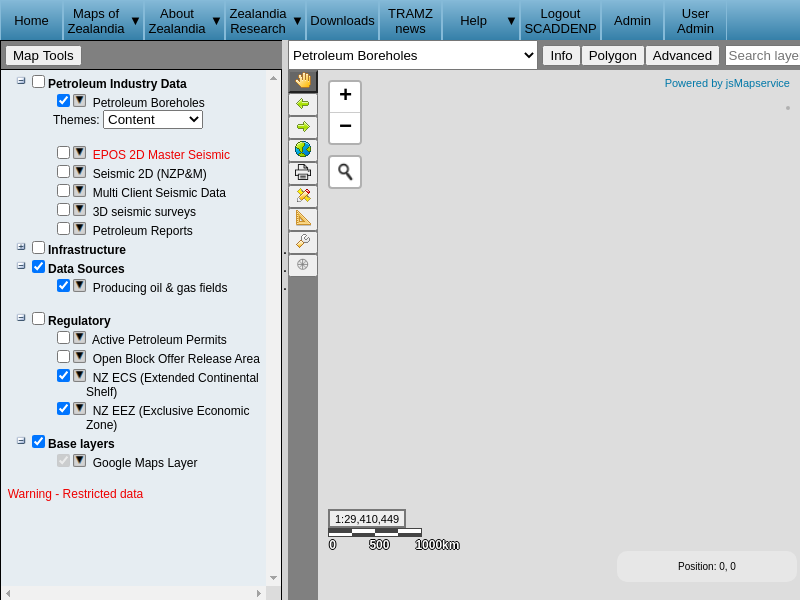 Home
Maps of Zealandia ▼
About Zealandia ▼
Zealandia Research ▼
Downloads
TRAMZ news
Help ▼
Logout SCADDENP
Admin
User Admin
Map Tools
Petroleum Boreholes
Info
Polygon
Advanced
Search laye
Petroleum Industry Data
Petroleum Boreholes
Themes: Content
EPOS 2D Master Seismic
Seismic 2D (NZP&M)
Multi Client Seismic Data
3D seismic surveys
Petroleum Reports
Infrastructure
Data Sources
Producing oil & gas fields
Regulatory
Active Petroleum Permits
Open Block Offer Release Area
NZ ECS (Extended Continental
Shelf)
NZ EEZ (Exclusive Economic
Zone)
Base layers
Google Maps Layer
Warning - Restricted data
Powered by jsMapservice
+
−
1:29,410,449
0 500 1000km
Position: 0, 0